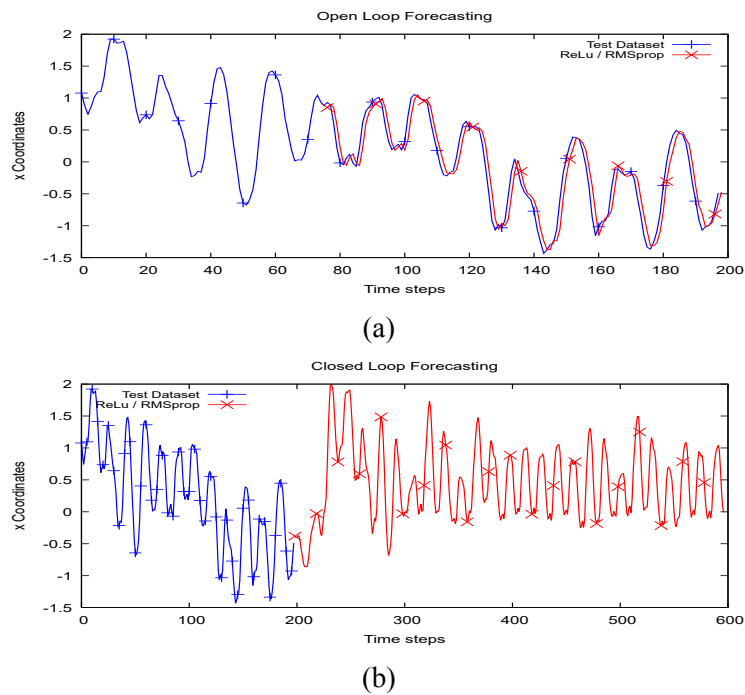 Open Loop Forecasting
2
1.5
1
0.5
0
-0.5
-1
-1.5
x Coordinates
Test Dataset
ReLu / RMSprop
0 20 40 60 80 100 120 140 160 180 200
Time steps
(a)
Closed Loop Forecasting
2
1.5
1
0.5
0
-0.5
-1
-1.5
x Coordinates
Test Dataset
ReLu / RMSprop
0 100 200 300 400 500 600
Time steps
(b)